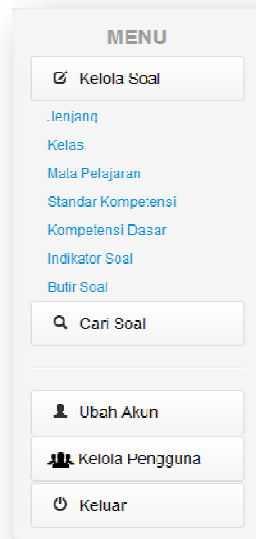 MENU
Kelola Soal
Jenjang
Kelas
Mata Pelajaran
Standar Kompetensi
Kompetensi Dasar
Indikator Soal
Butir Soal
Cari Soal
Ubah Akun
Kelola Pengguna
Keluar